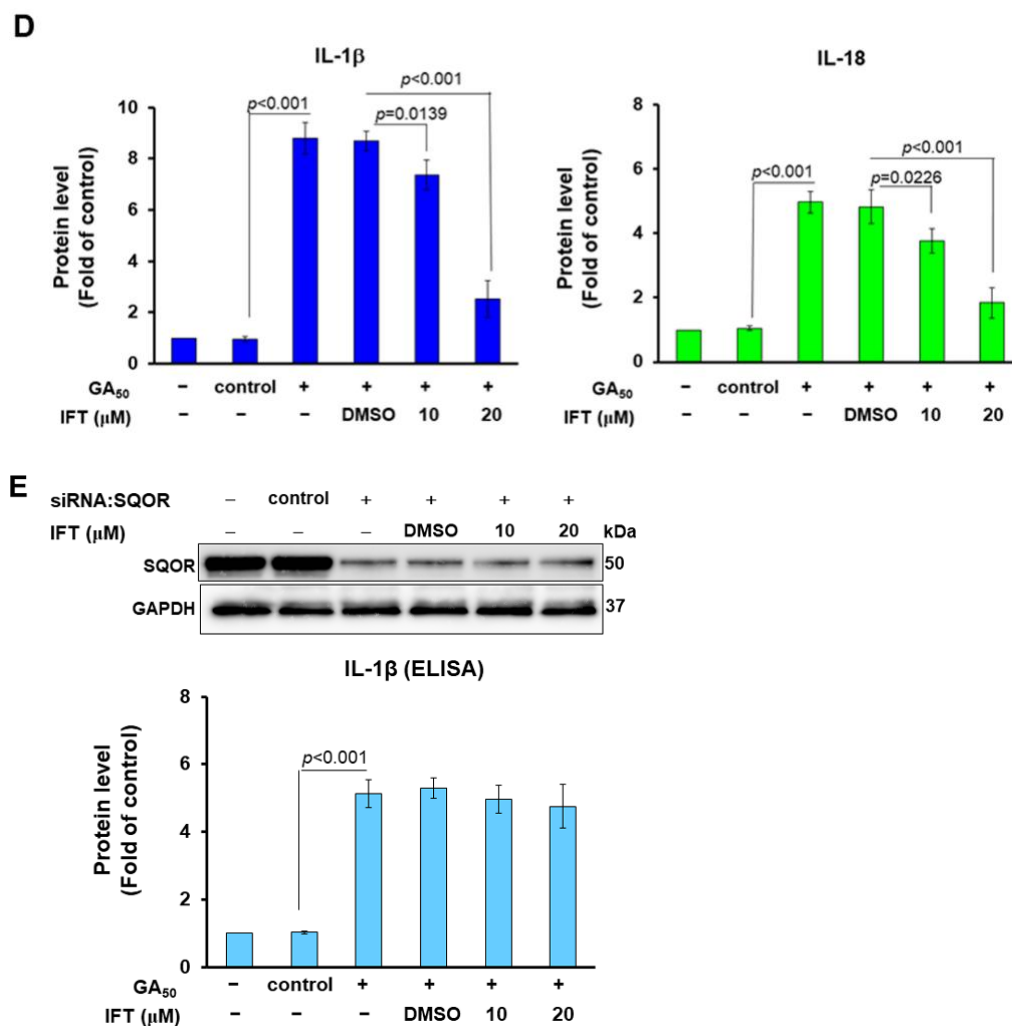 D
IL-1β
p<0.001
p<0.001
p=0.0139
Protein level
(Fold of control)
10
8
6
4
2
0
GA₅₀ – control + + + +
IFT (μM) – – – DMSO 10 20
IL-18
p<0.001
p<0.001
p=0.0226
Protein level
(Fold of control)
8
6
4
2
0
GA₅₀ – control + + + +
IFT (μM) – – – DMSO 10 20
E
siRNA:SQOR – control + + + +
IFT (μM) – – – DMSO 10 20 kDa
SQOR 50
GAPDH 37
IL-1β (ELISA)
p<0.001
Protein level
(Fold of control)
8
6
4
2
0
GA₅₀ – control + + + +
IFT (μM) – – – DMSO 10 20